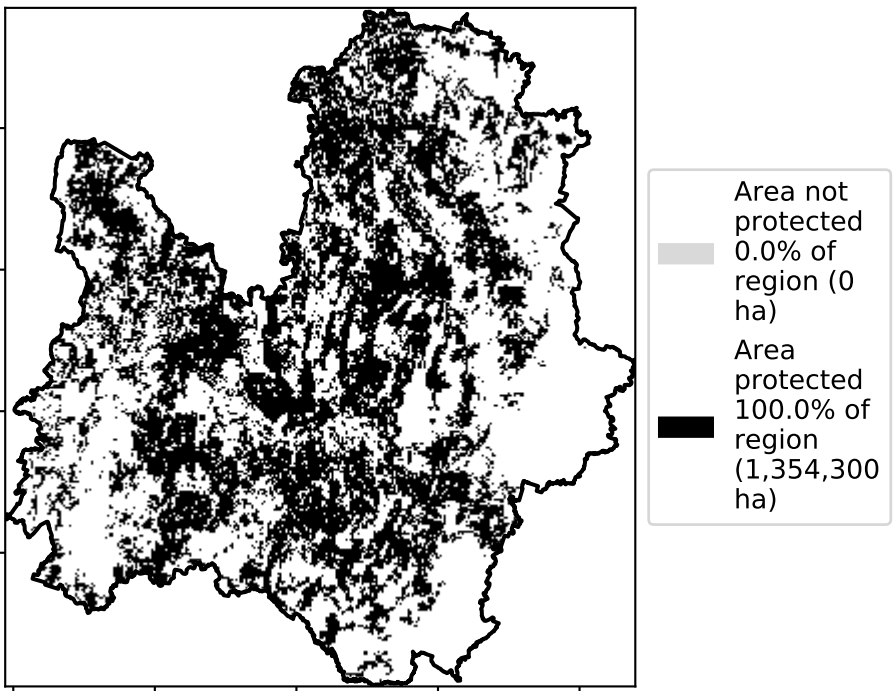 Area not
protected
0.0% of
region (0
ha)
Area
protected
100.0% of
region
(1,354,300
ha)